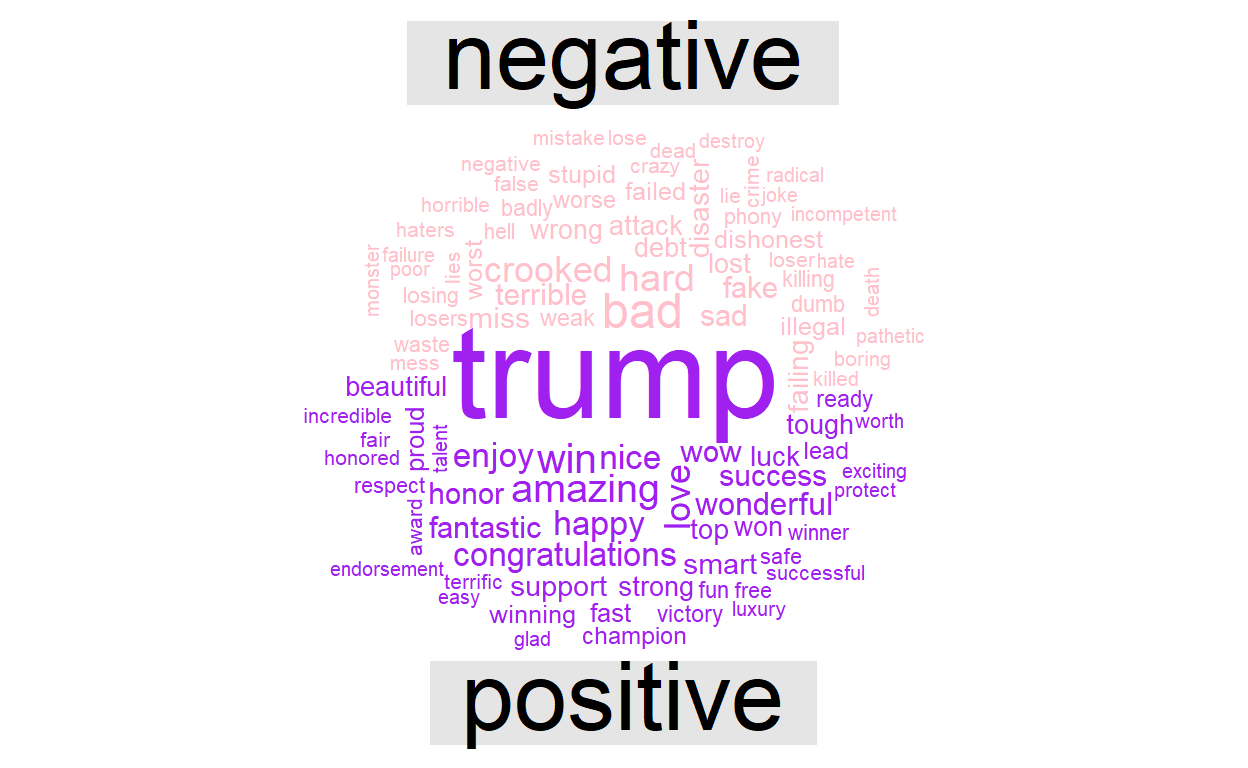 negative
mistake lose destroy
dead
negative stupid crazy disaster crime radical
false failed lie joke
horrible badly worse phony incompetent
haters hell wrong attack dishonest
debt
monster failure lies worst crooked hard lost loser hate
poor terrible fake killing death
losing bad dumb
losers miss weak sad illegal
waste pathetic
mess failing boring
trump killed
beautiful ready
incredible proud tough worth
fair talent
honored enjoy win nice wow luck lead
respect honor amazing love success exciting
wonderful protect
award fantastic happy top won winner
congratulations smart safe
endorsement terrific support strong fun free successful
easy
winning fast victory luxury
glad champion
positive